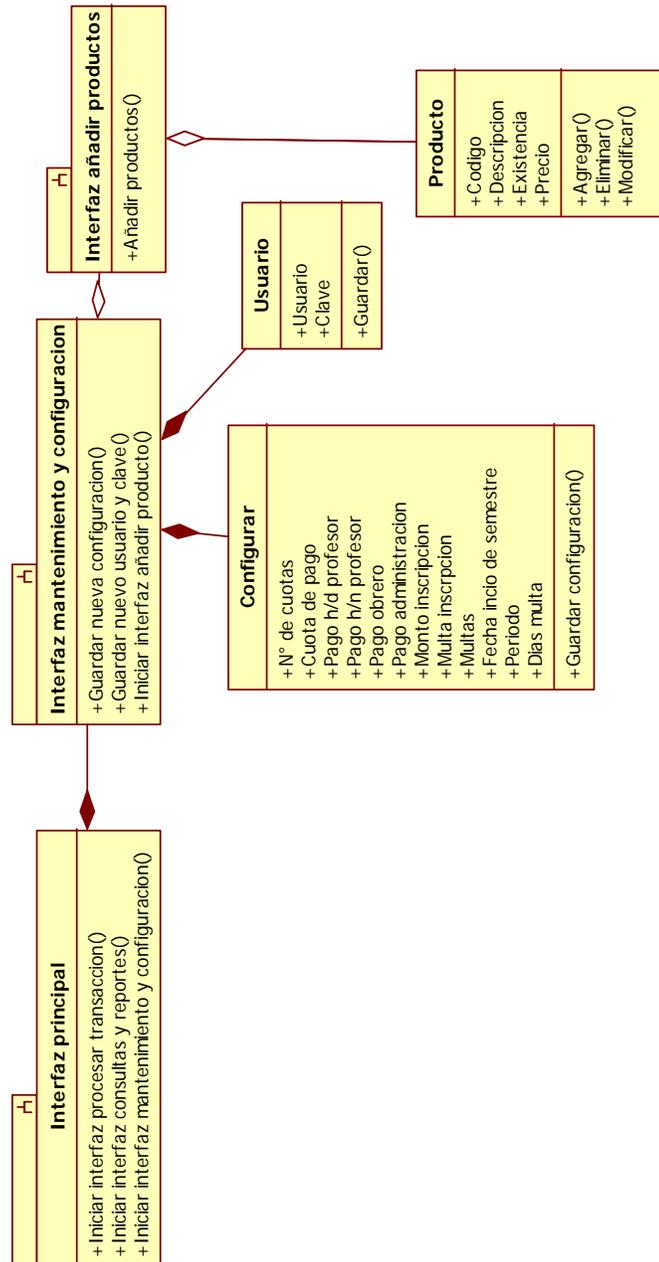 Interfaz principal
+Iniciar interfaz procesar transaccion()
+Iniciar interfaz consultas y reportes()
+Iniciar interfaz mantenimiento y configuracion()
Interfaz mantenimiento y configuracion
+Guardar nueva configuracion()
+Guardar nuevo usuario y clave()
+Iniciar interfaz añadir producto()
Interfaz añadir productos
+Añadir productos()
Configurar
+N° de cuotas
+Cuota de pago
+Pago h/d profesor
+Pago h/n profesor
+Pago obrero
+Pago administracion
+Monto inscripcion
+Multa inscrpcion
+Multas
+Fecha incio de semestre
+Periodo
+Dias multa
+Guardar configuracion()
Usuario
+Usuario
+Clave
+Guardar()
Producto
+Codigo
+Descripcion
+Existencia
+Precio
+Agregar()
+Eliminar()
+Modificar()